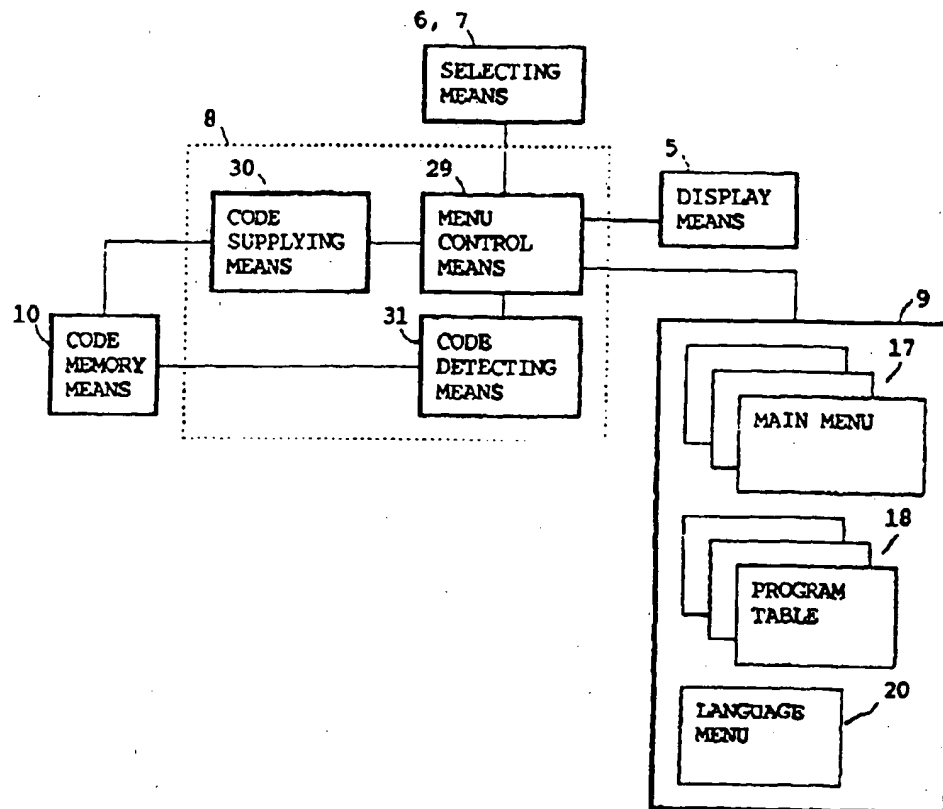 6, 7
SELECTING
MEANS
8
30
29
5
CODE
SUPPLYING
MEANS
MENU
CONTROL
MEANS
DISPLAY
MEANS
10
31
9
CODE
MEMORY
MEANS
CODE
DETECTING
MEANS
17
MAIN MENU
18
PROGRAM
TABLE
20
LANGUAGE
MENU